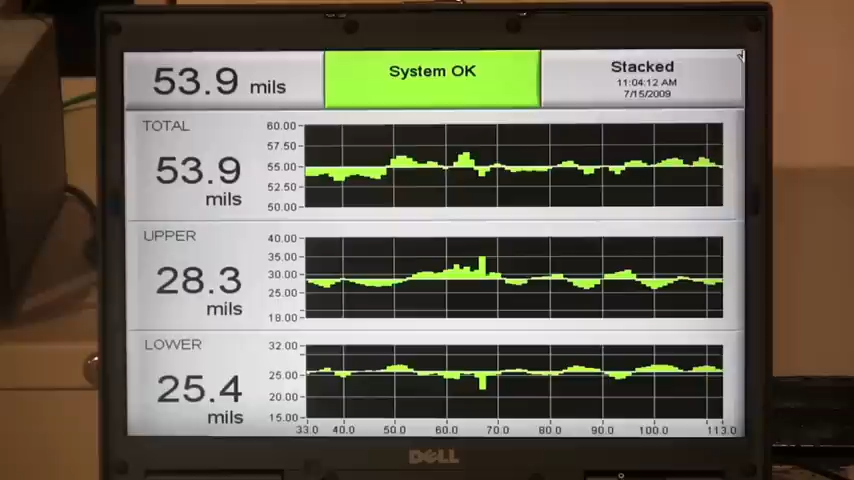 53.9 mils
System OK
Stacked
11:04:12 AM
7/15/2009
TOTAL
53.9
mils
60.00
57.50
55.00
52.50
50.00
UPPER
28.3
mils
40.00
35.00
30.00
25.00
18.00
LOWER
25.4
mils
32.00
25.00
20.00
15.00
33.0 40.0 50.0 60.0 70.0 80.0 90.0 100.0 113.0
DELL